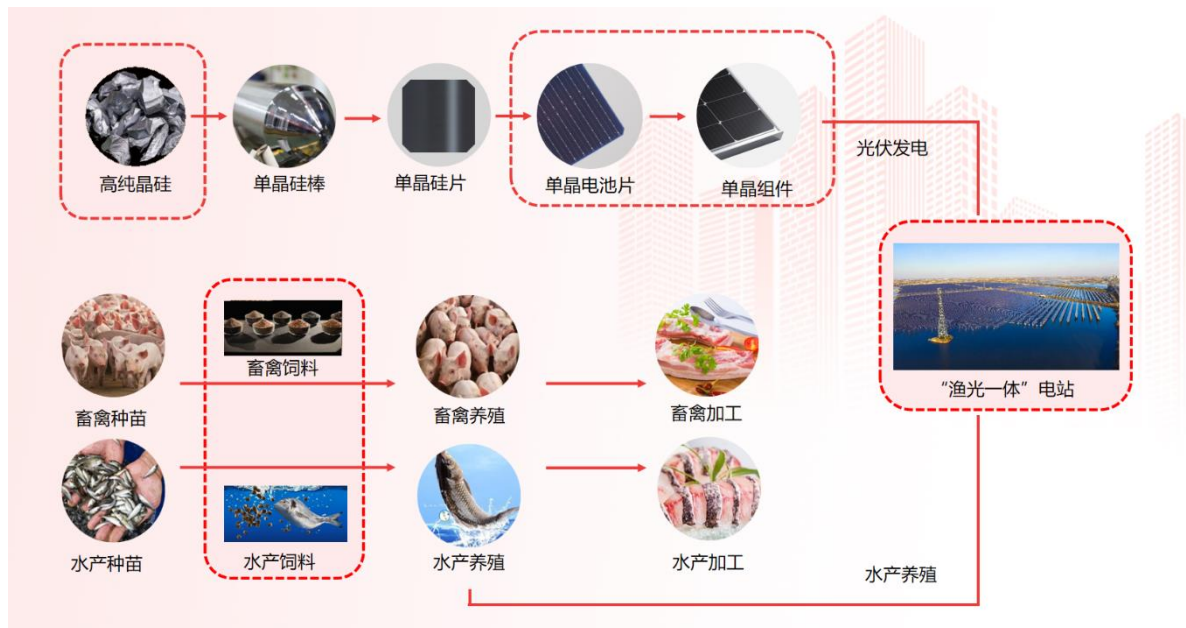 高纯晶硅
单晶硅棒
单晶硅片
单晶电池片
单晶组件
光伏发电
畜禽饲料
“渔光一体”电站
畜禽种苗
畜禽养殖
畜禽加工
水产种苗
水产饲料
水产养殖
水产加工
水产养殖